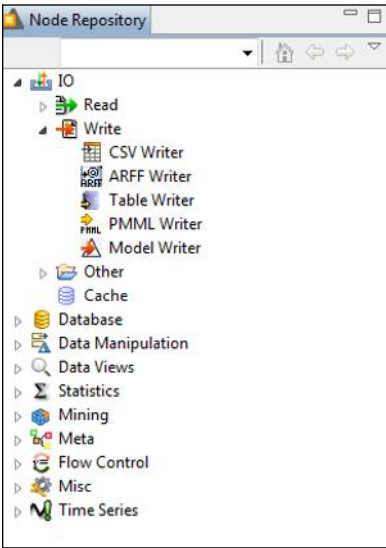 Node Repository
IO
Read
Write
CSV Writer
ARFF Writer
Table Writer
PMML Writer
Model Writer
Other
Cache
Database
Data Manipulation
Data Views
Statistics
Mining
Meta
Flow Control
Misc
Time Series